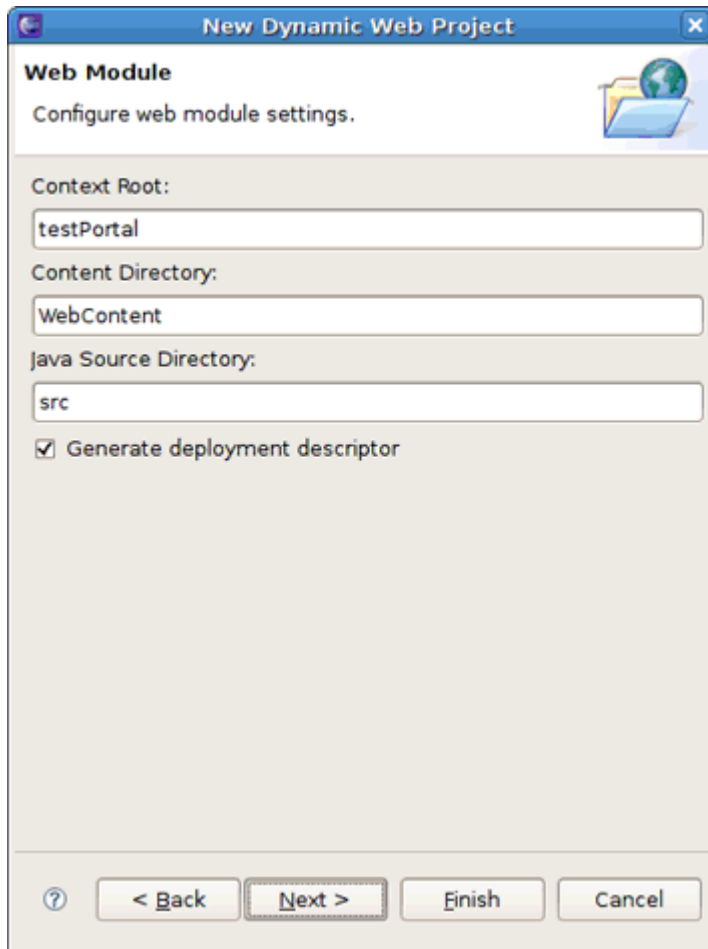 New Dynamic Web Project
Web Module
Configure web module settings.
Context Root:
testPortal
Content Directory:
WebContent
Java Source Directory:
src
Generate deployment descriptor
? < Back Next > Finish Cancel